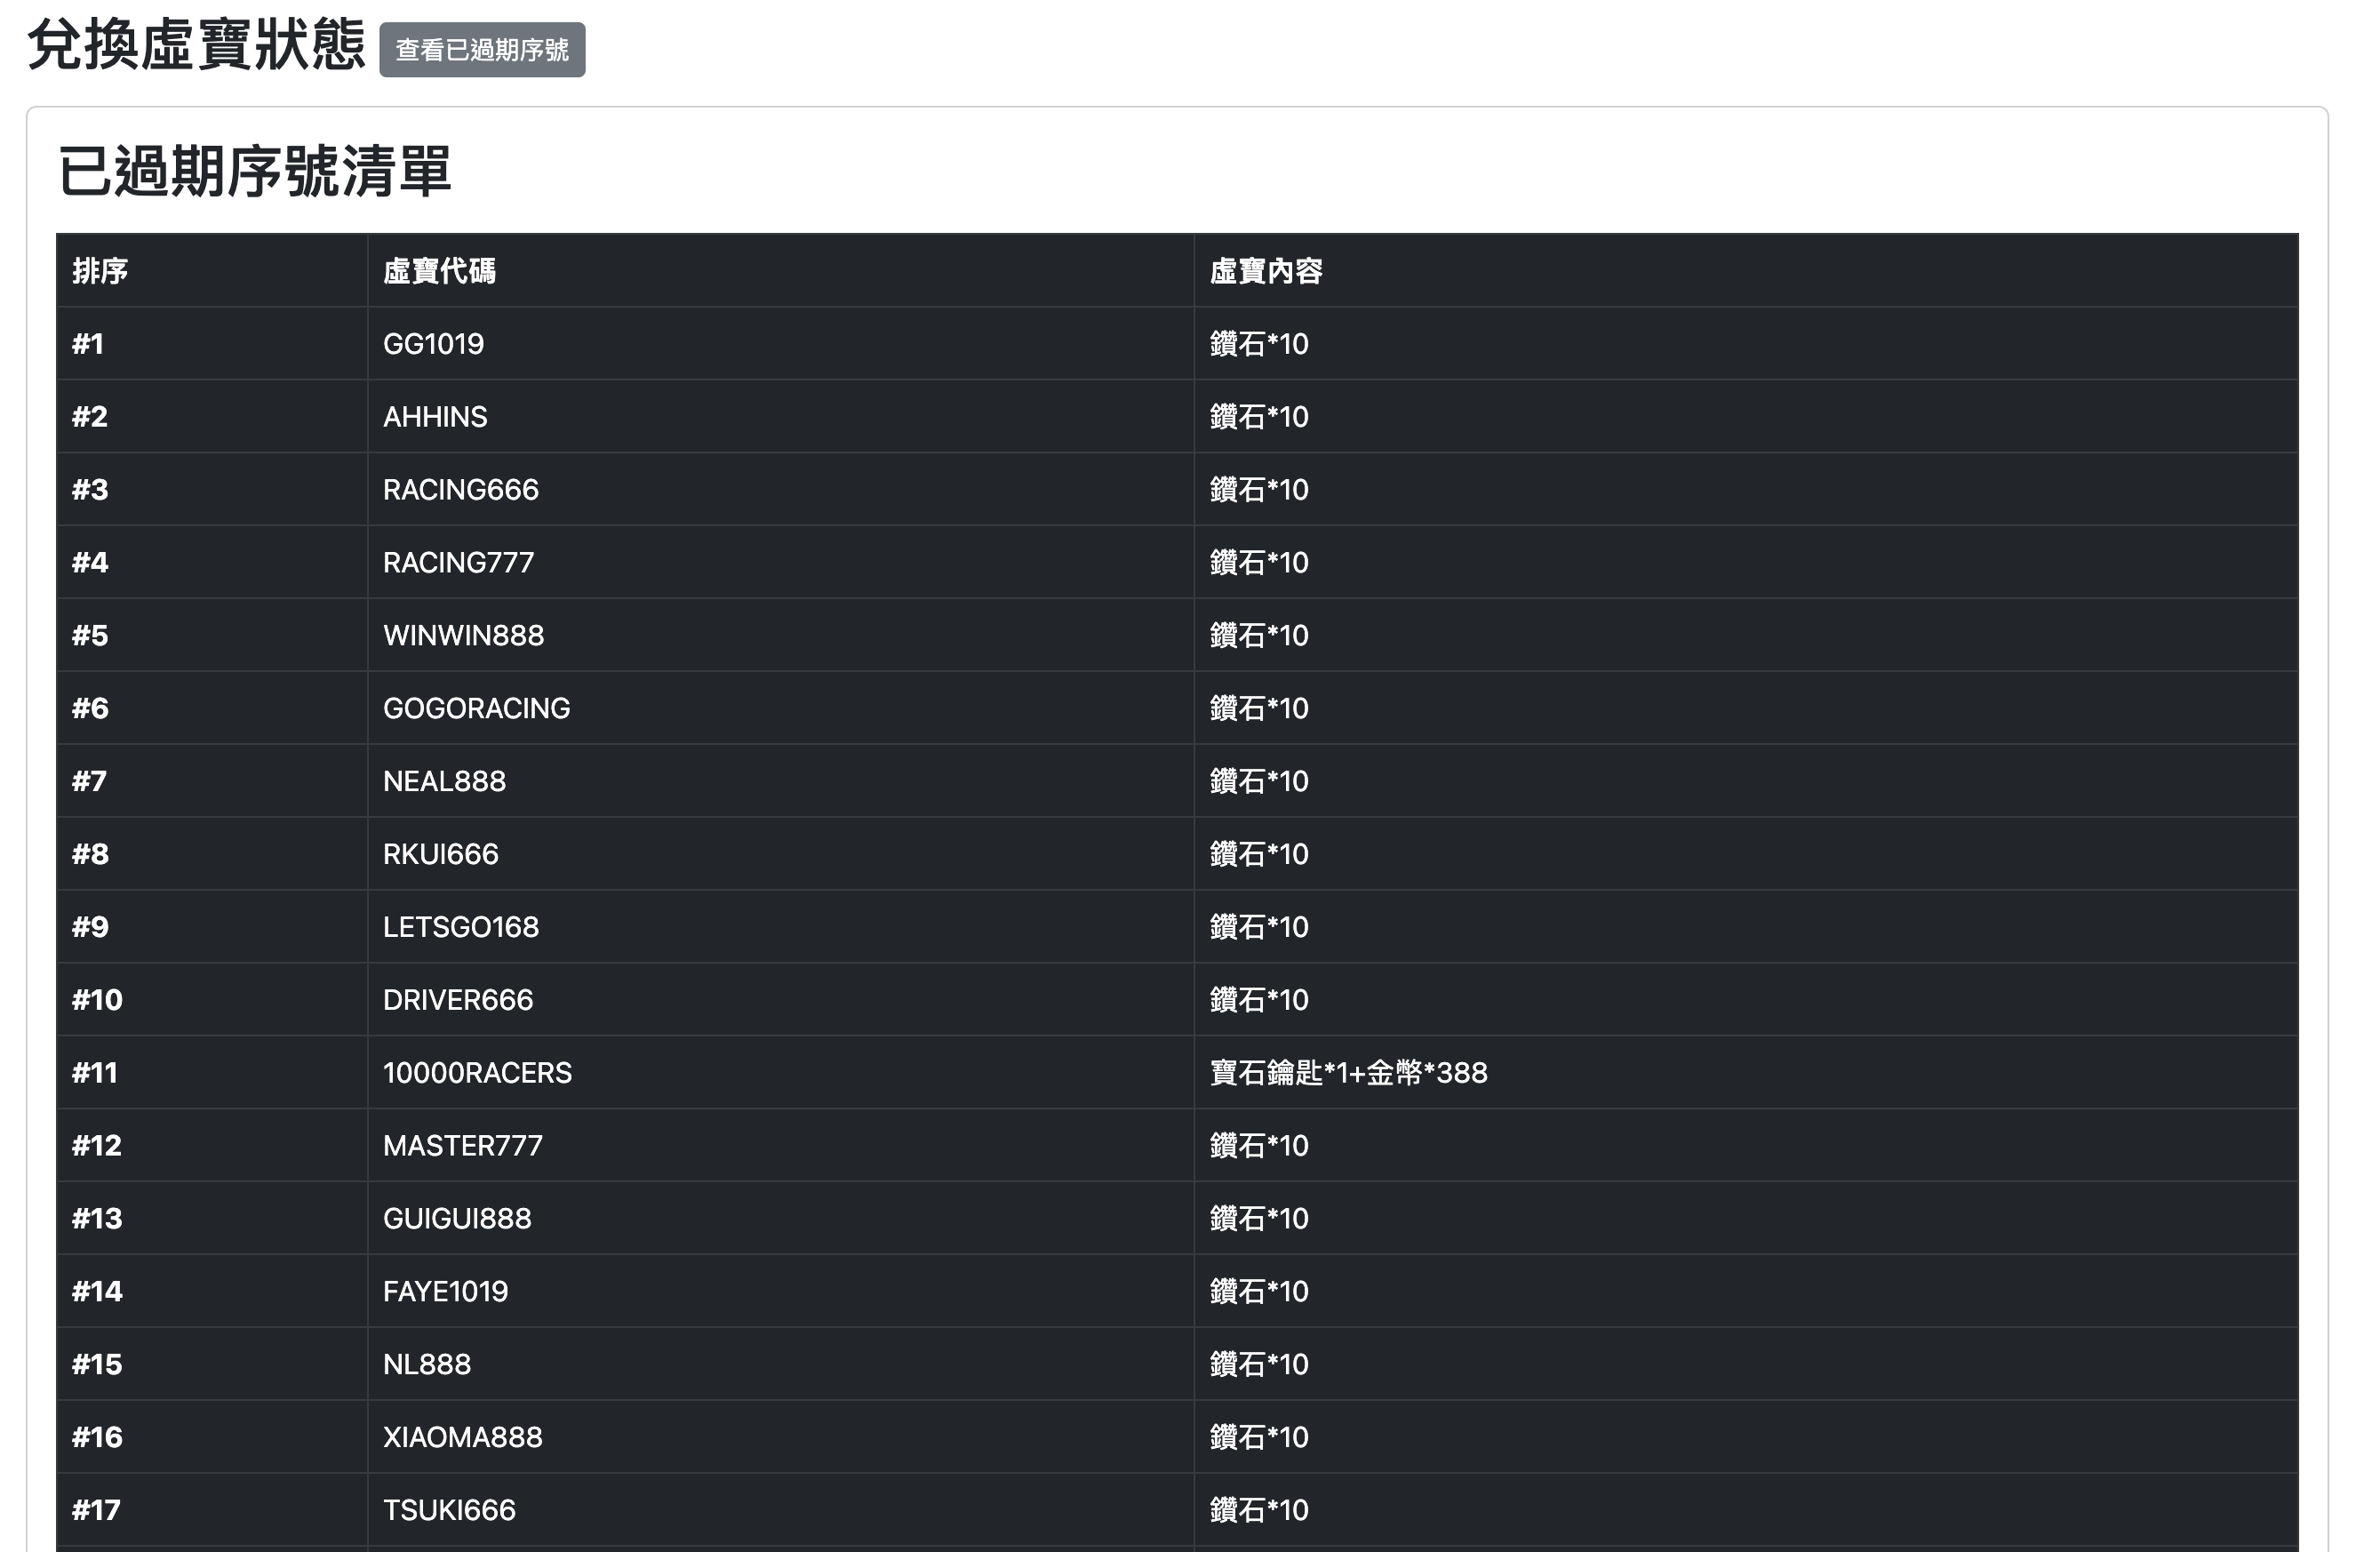 兌換虛寶狀態 查看已過期序號
已過期序號清單
排序 虛寶代碼 虛寶內容
#1 GG1019 鑽石*10
#2 AHHINS 鑽石*10
#3 RACING666 鑽石*10
#4 RACING777 鑽石*10
#5 WINWIN888 鑽石*10
#6 GOGORACING 鑽石*10
#7 NEAL888 鑽石*10
#8 RKUI666 鑽石*10
#9 LETSGO168 鑽石*10
#10 DRIVER666 鑽石*10
#11 10000RACERS 寶石鑰匙*1+金幣*388
#12 MASTER777 鑽石*10
#13 GUIGUI888 鑽石*10
#14 FAYE1019 鑽石*10
#15 NL888 鑽石*10
#16 XIAOMA888 鑽石*10
#17 TSUKI666 鑽石*10